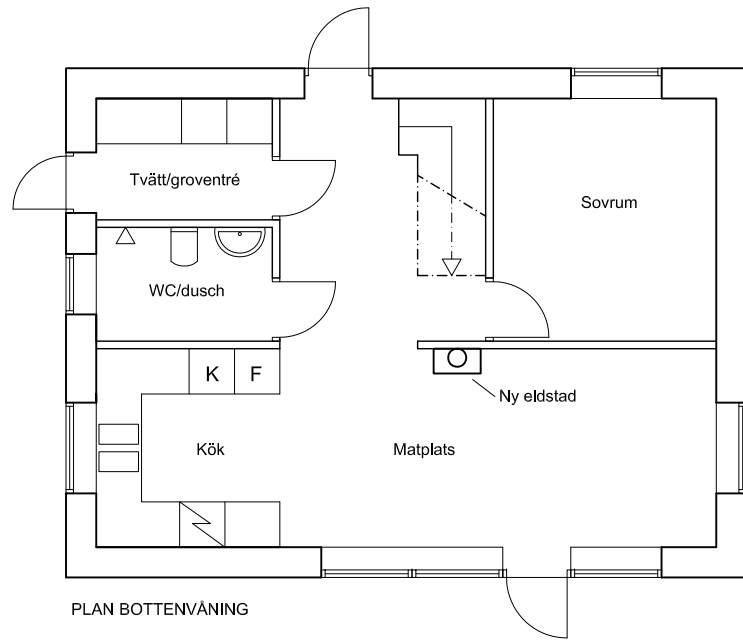 Tvätt/groventré
Sovrum
WC/dusch
K F
Ny eldstad
Kök
Matplats
PLAN BOTTENVÅNING